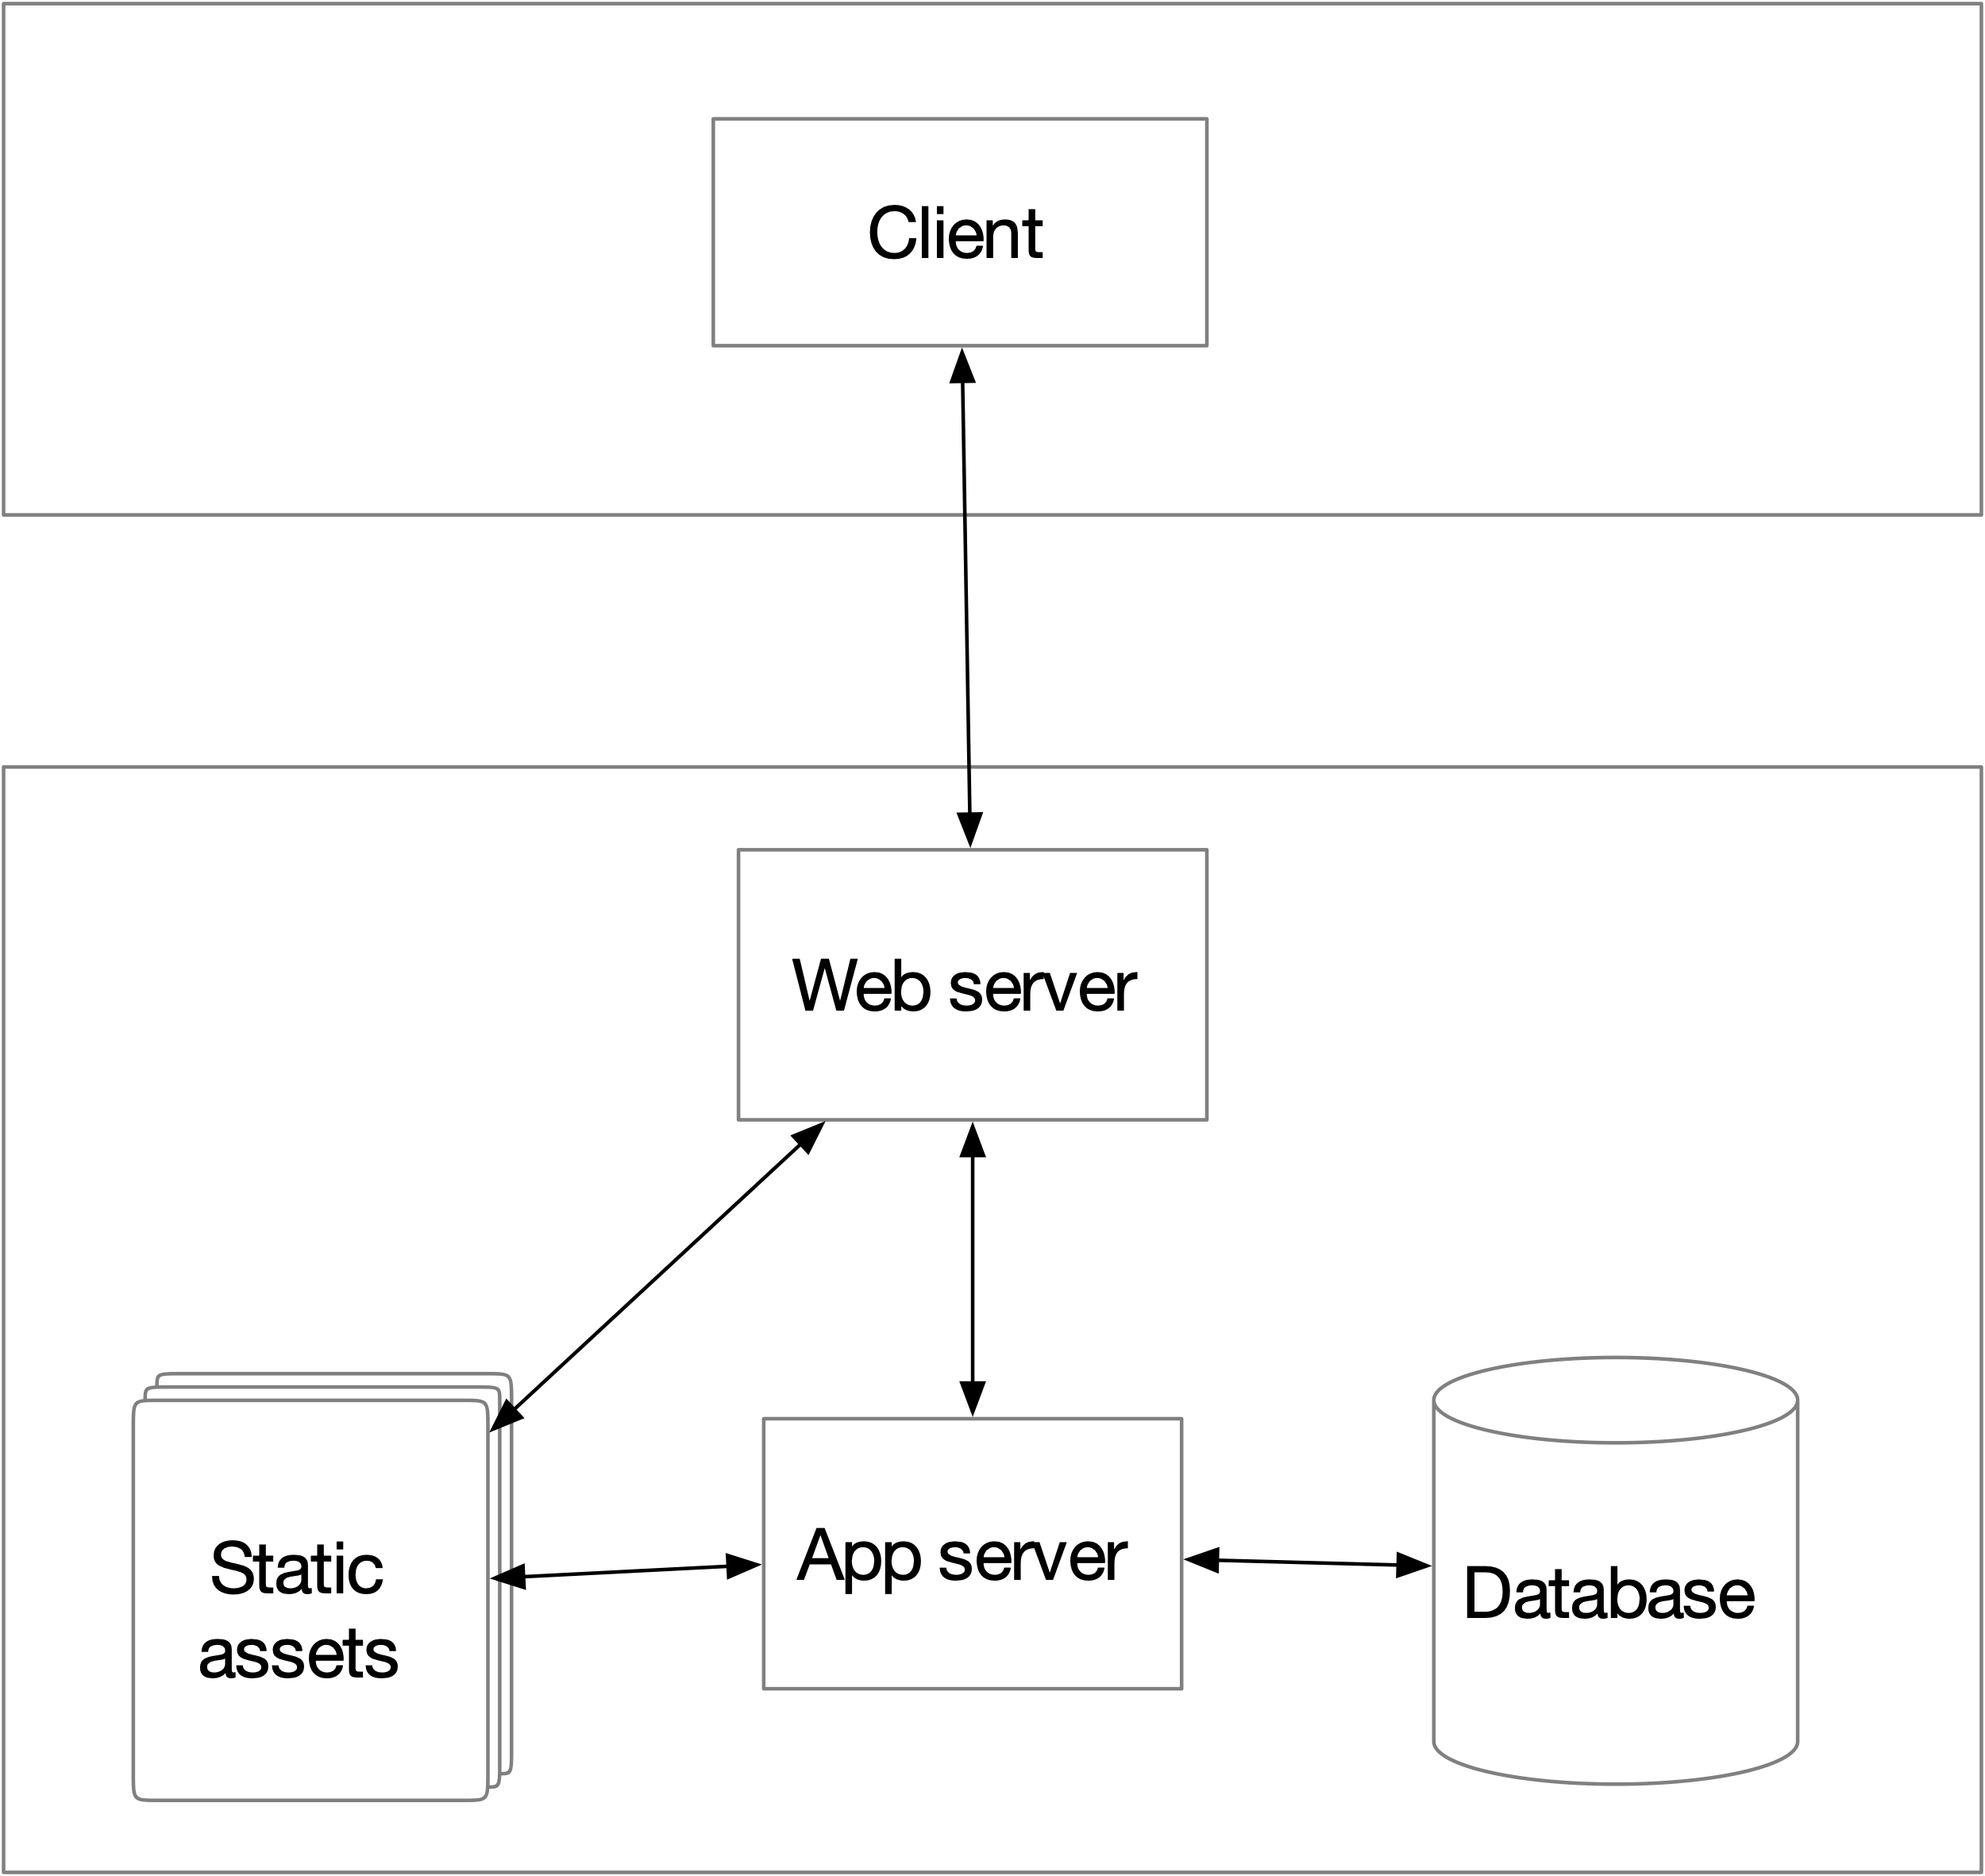 Client
Web server
Static
assets
App server
Database